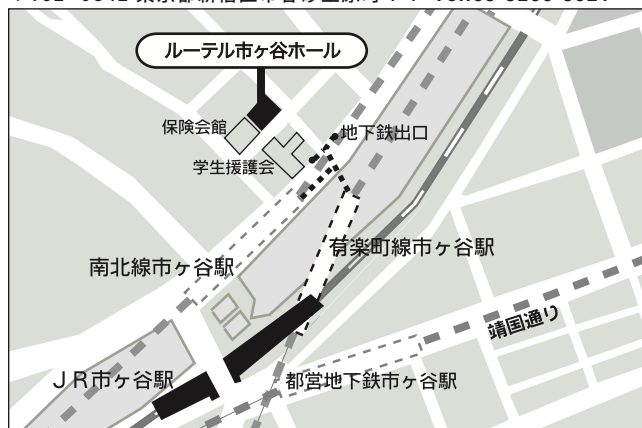 ルーテル市ヶ谷ホール
保険会館
地下鉄出口
学生援護会
有楽町線市ヶ谷駅
南北線市ヶ谷駅
靖国通り
ＪＲ市ヶ谷駅
都営地下鉄市ヶ谷駅